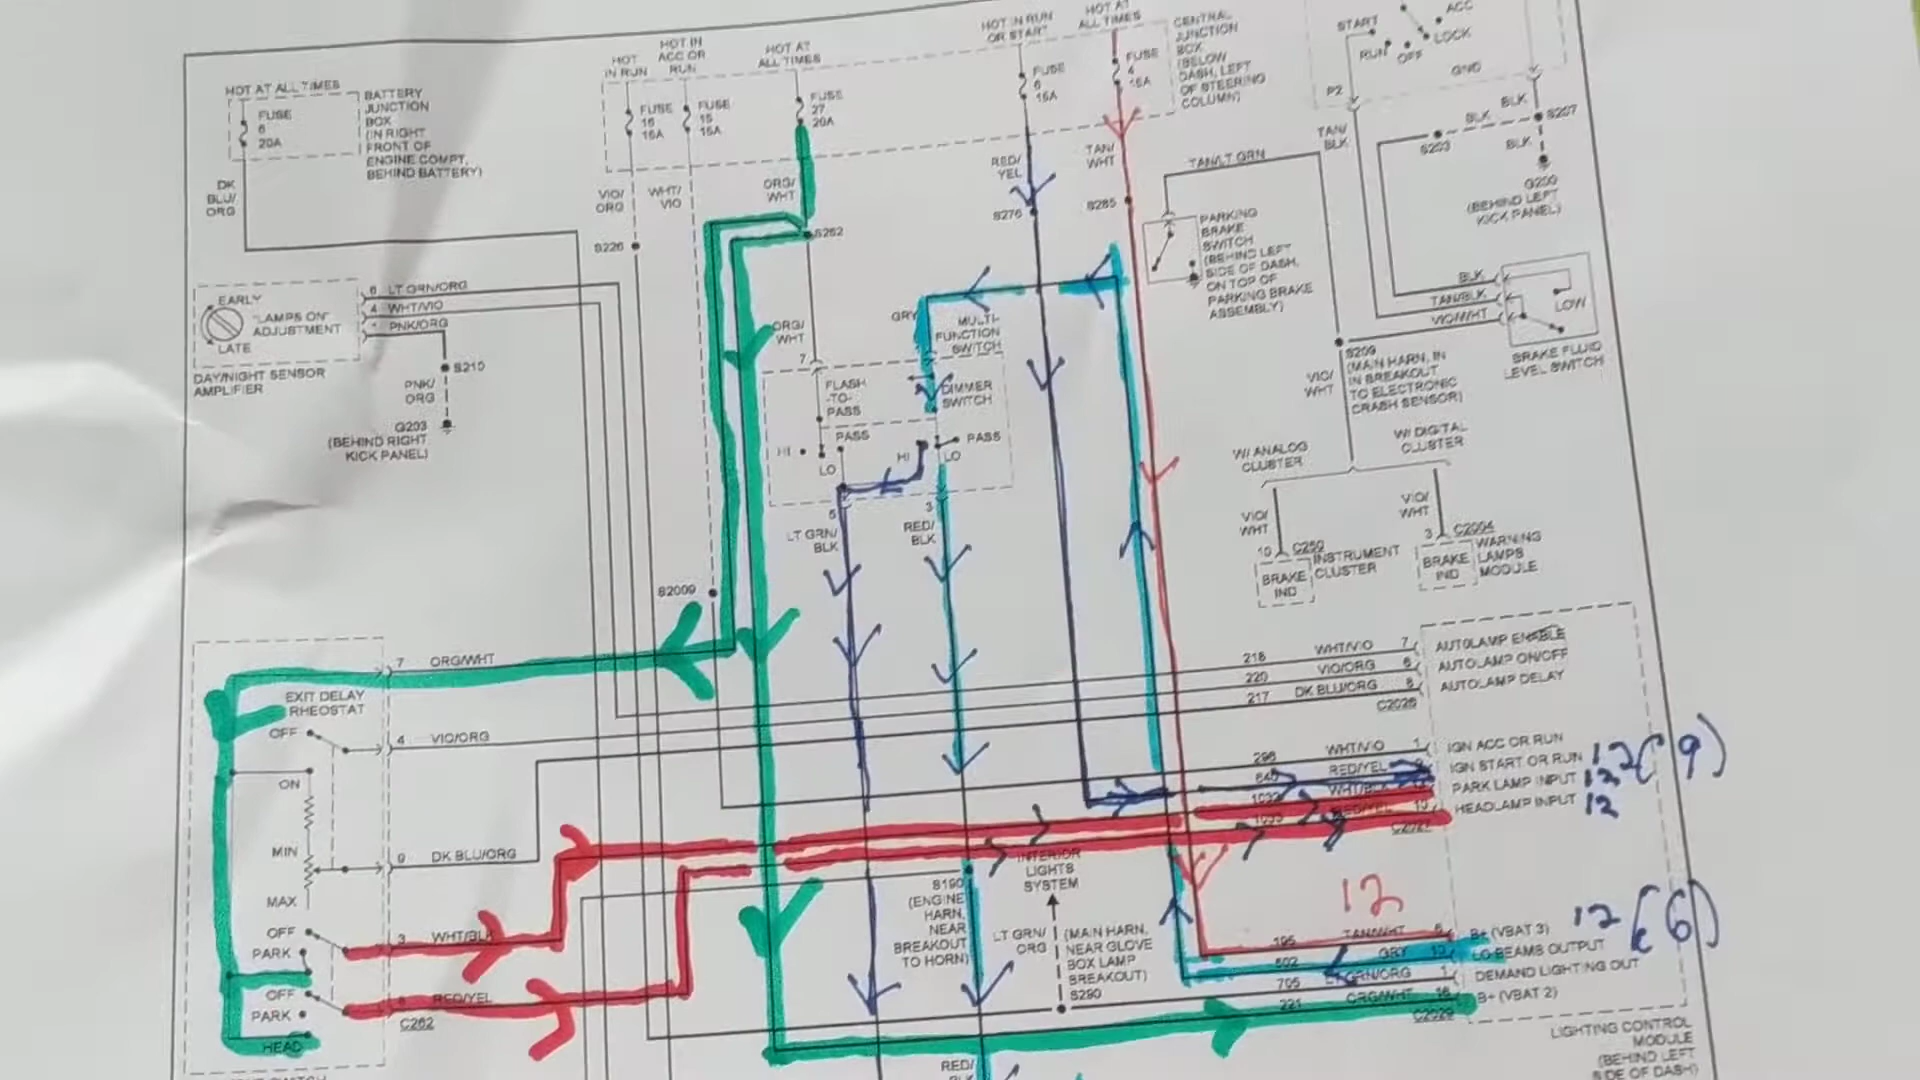 HOT AT ALL TIMES
FUSE
6
20A
BATTERY
JUNCTION
BOX
(IN RIGHT
FRONT OF
ENGINE COMPT,
BEHIND BATTERY)
DK
BLU/
ORG
HOT
IN RUN
HOT IN
ACC OR
RUN
HOT AT
ALL TIMES
FUSE
16
15A
FUSE
15
15A
FUSE
27
20A
HOT IN RUN
OR START
HOT AT
ALL TIMES
FUSE
6
15A
FUSE
4
15A
CENTRAL
JUNCTION
BOX
(BELOW
DASH, LEFT
OF STEERING
COLUMN)
VIO/
ORG
WHT/
VIO
ORG/
WHT
RED/
YEL
TAN/
WHT
S226
S262
S276
S285
START
RUN
OFF
LOCK
ACC
GND
P2
TAN/
BLK
BLK
BLK
S207
S203
BLK
G200
(BEHIND LEFT
KICK PANEL)
TAN/LT GRN
PARKING
BRAKE
SWITCH
(BEHIND LEFT
SIDE OF DASH,
ON TOP OF
PARKING BRAKE
ASSEMBLY)
BLK
TAN/BLK
VIO/WHT
LOW
BRAKE FLUID
LEVEL SWITCH
S209
(MAIN HARN, IN
BREAKOUT
TO ELECTRONIC
CRASH SENSOR)
VIO/
WHT
W/ ANALOG
CLUSTER
W/ DIGITAL
CLUSTER
VIO/
WHT
VIO/
WHT
10 C250
3 C2004
BRAKE
IND
INSTRUMENT
CLUSTER
BRAKE
IND
WARNING
LAMPS
MODULE
EARLY
"LAMPS ON"
ADJUSTMENT
LATE
DAY/NIGHT SENSOR
AMPLIFIER
6 LT GRN/ORG
4 WHT/VIO
1 PNK/ORG
S210
PNK/
ORG
G203
(BEHIND RIGHT
KICK PANEL)
ORG/
WHT
7
GRY
MULTI-
FUNCTION
SWITCH
FLASH
-TO-
PASS
DIMMER
SWITCH
HI
PASS
LO
HI
PASS
LO
5
3
LT GRN/
BLK
RED/
BLK
S2009
7 ORG/WHT
EXIT DELAY
RHEOSTAT
OFF
4 VIO/ORG
ON
MIN
9 DK BLU/ORG
MAX
OFF
PARK
3 WHT/BLK
OFF
PARK
RED/YEL
C262
HEAD
218 WHT/VIO 7 AUTOLAMP ENABLE
220 VIO/ORG 6 AUTOLAMP ON/OFF
217 DK BLU/ORG 8 AUTOLAMP DELAY
C2026
296 WHT/VIO 1 IGN ACC OR RUN
640 RED/YEL IGN START OR RUN 12 (9)
1032 WHT/BLK PARK LAMP INPUT 12
RED/YEL HEADLAMP INPUT 12
C2027
INTERIOR
LIGHTS
SYSTEM
S190
(ENGINE
HARN,
NEAR
BREAKOUT
TO HORN)
LT GRN/
ORG
(MAIN HARN,
NEAR GLOVE
BOX LAMP
BREAKOUT)
S290
12
195 TAN/WHT B+ (VBAT 3) 12 (6)
502 GRY LO BEAMS OUTPUT
705 LT GRN/ORG 1 DEMAND LIGHTING OUT
221 ORG/WHT 16 B+ (VBAT 2)
C2029
LIGHTING CONTROL
MODULE
(BEHIND LEFT
SIDE OF DASH)
RED/
BLK